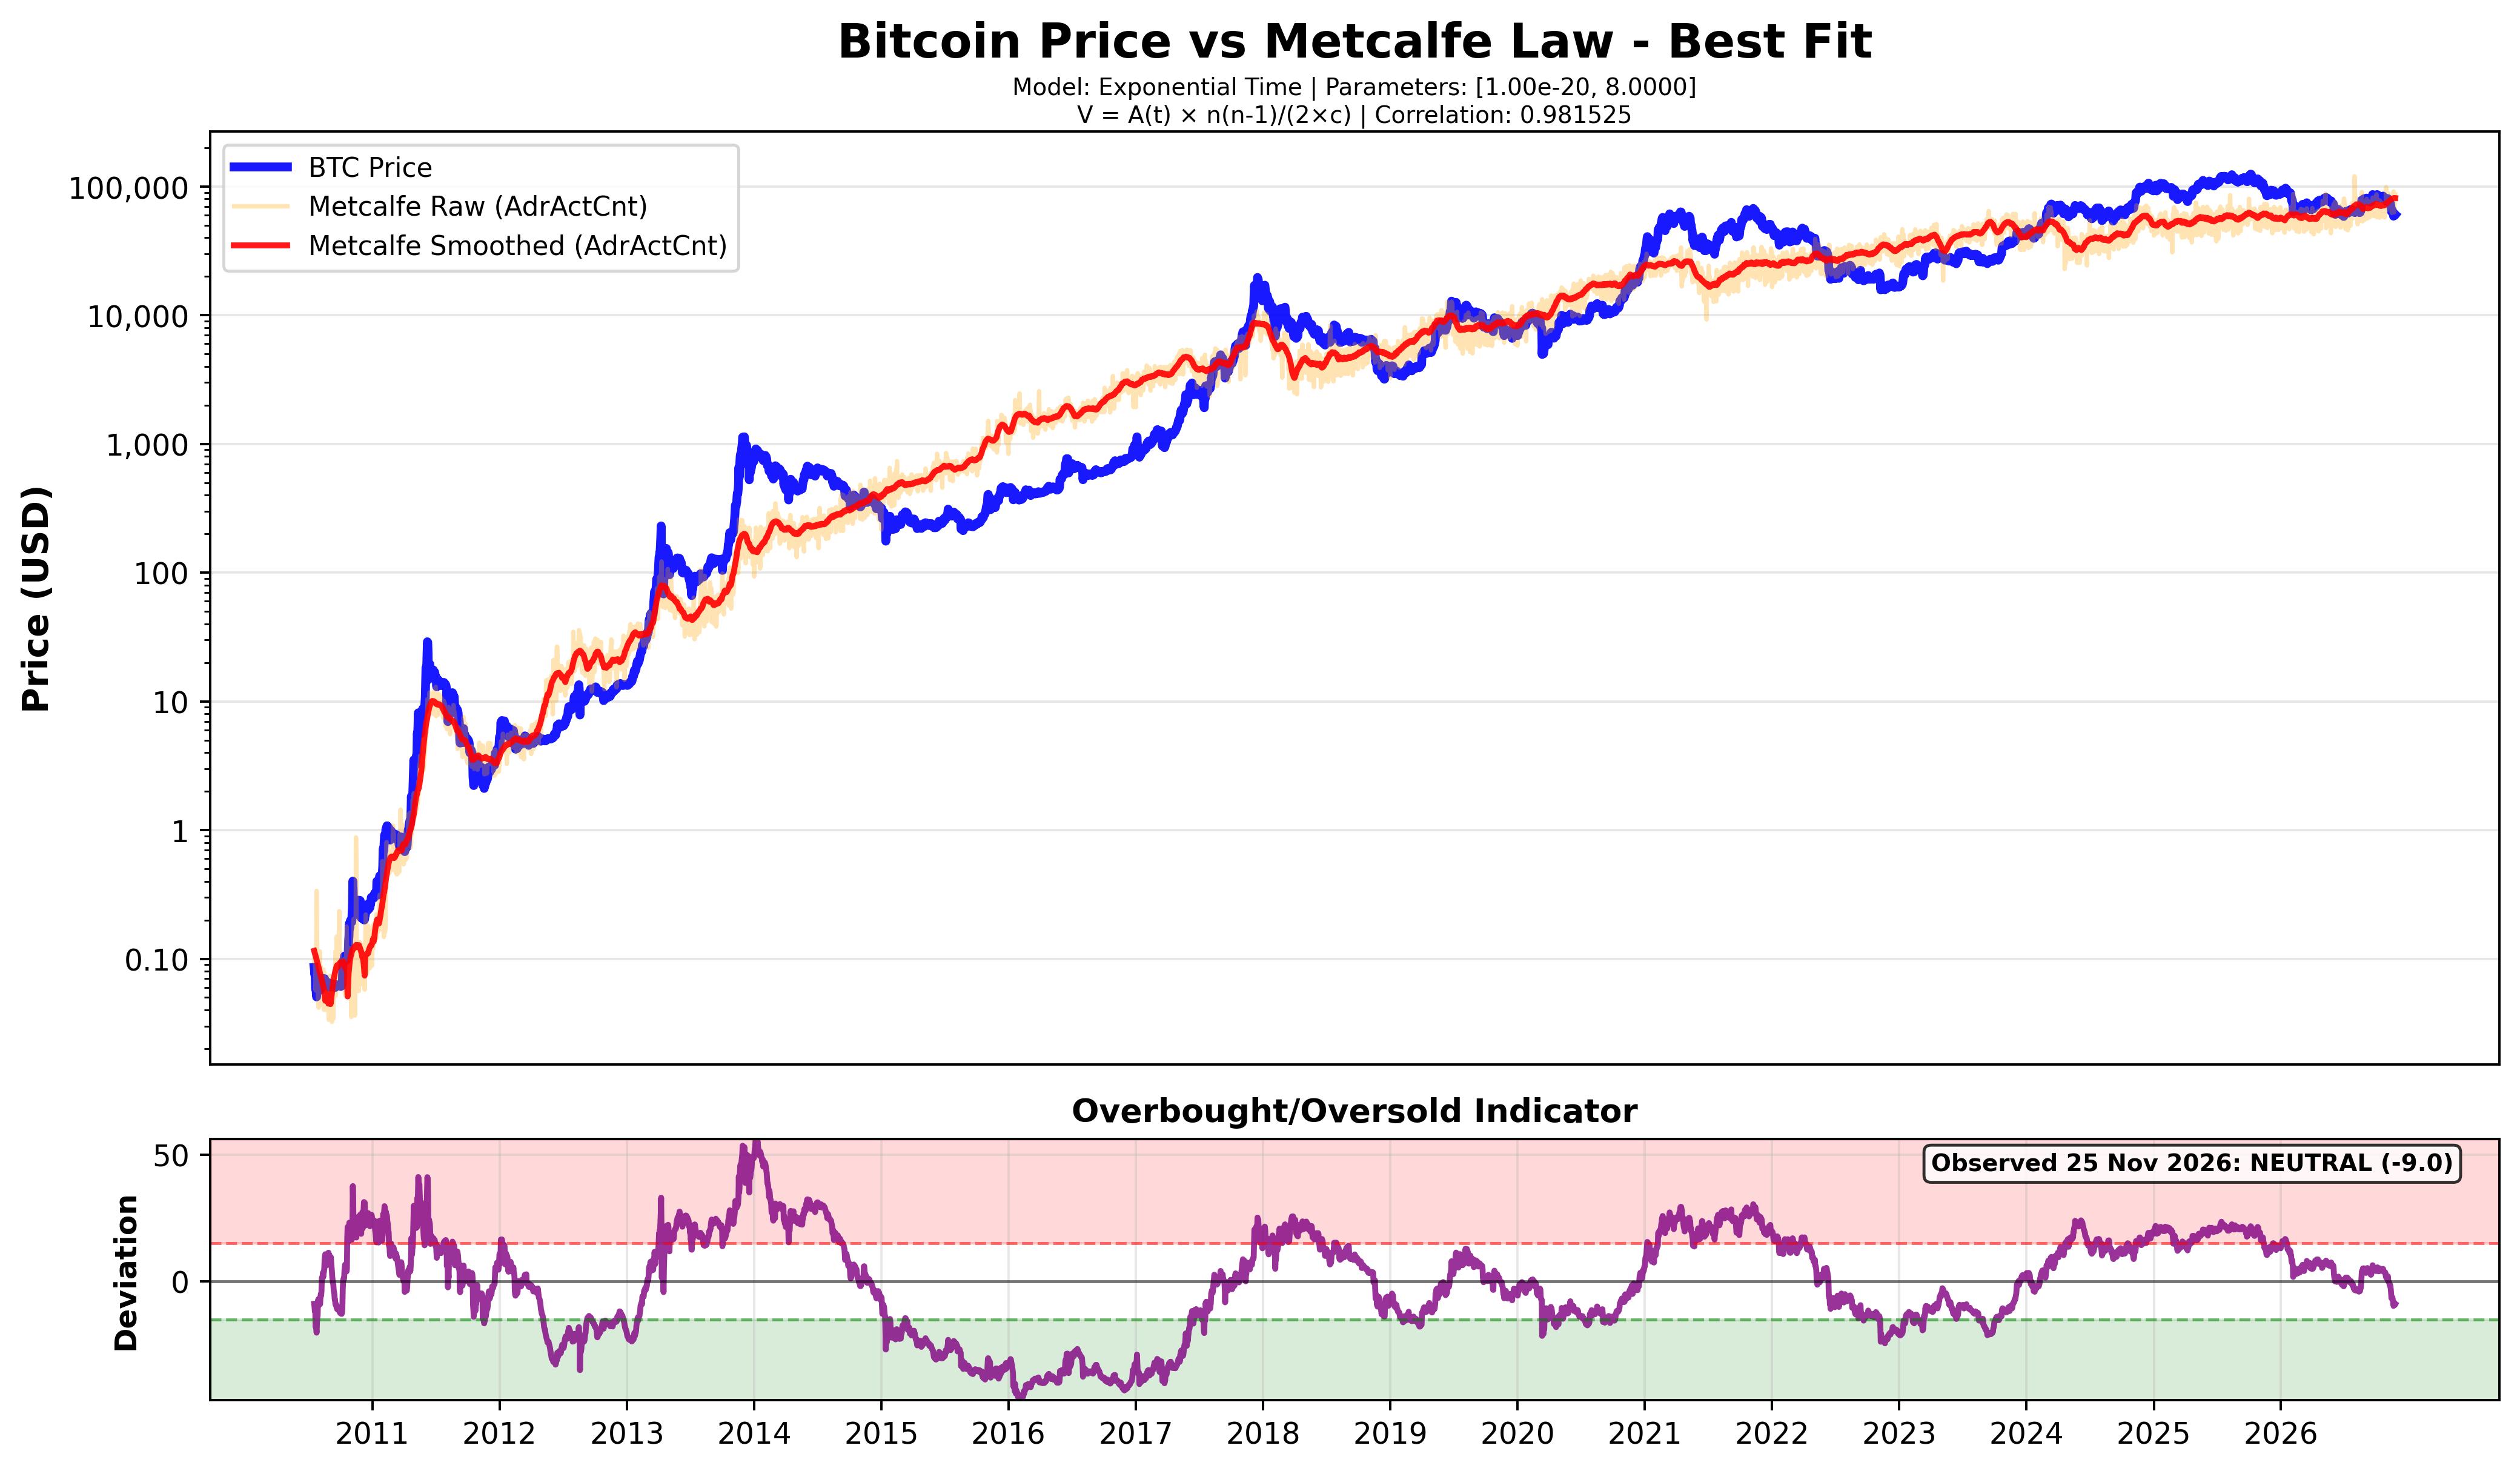 Bitcoin Price vs Metcalfe Law - Best Fit
Model: Exponential Time | Parameters: [1.00e-20, 8.0000]
V = A(t) × n(n-1)/(2×c) | Correlation: 0.981525
BTC Price
Metcalfe Raw (AdrActCnt)
Metcalfe Smoothed (AdrActCnt)
Price (USD)
100,000
10,000
1,000
100
10
1
0.10
Overbought/Oversold Indicator
Observed 25 Nov 2026: NEUTRAL (-9.0)
Deviation
50
0
2011 2012 2013 2014 2015 2016 2017 2018 2019 2020 2021 2022 2023 2024 2025 2026